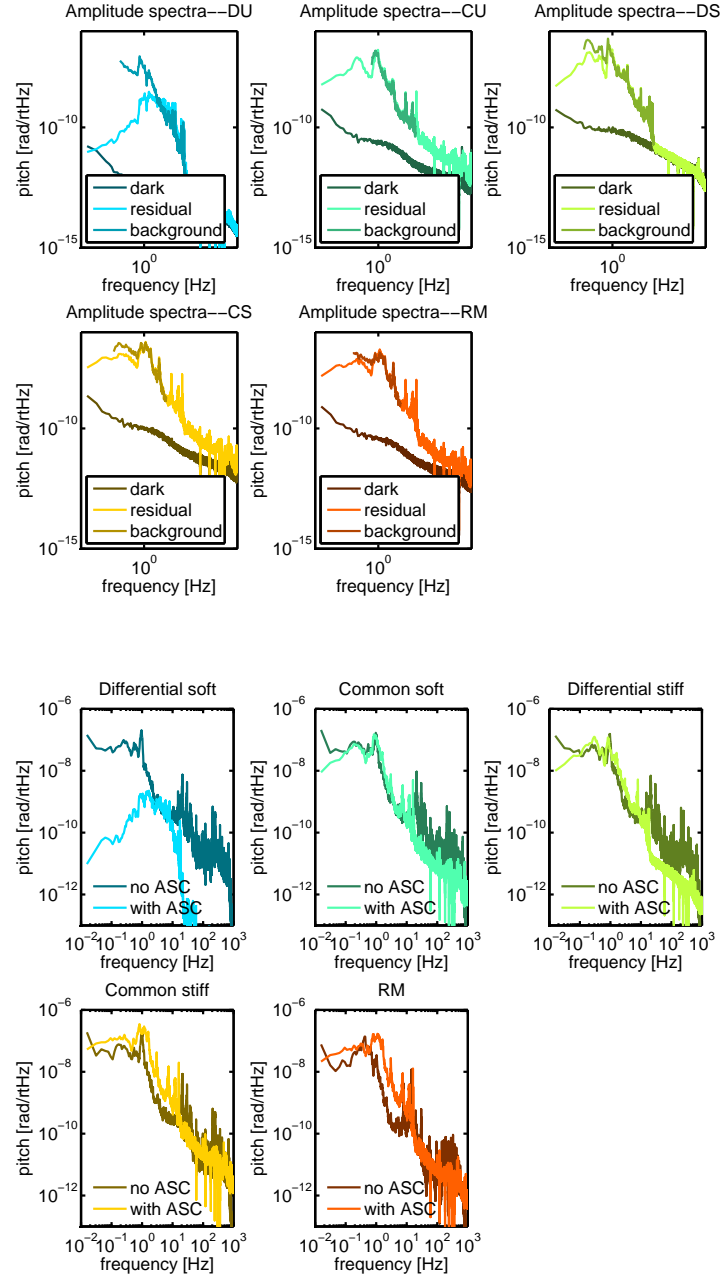 Amplitude spectra−−DU
Amplitude spectra−−CU
Amplitude spectra−−DS
pitch [rad/rtHz]
10^−10
10^−15
dark
residual
background
10^0
frequency [Hz]
pitch [rad/rtHz]
10^−10
10^−15
dark
residual
background
10^0
frequency [Hz]
pitch [rad/rtHz]
10^−10
10^−15
dark
residual
background
10^0
frequency [Hz]
Amplitude spectra−−CS
Amplitude spectra−−RM
pitch [rad/rtHz]
10^−10
10^−15
dark
residual
background
10^0
frequency [Hz]
pitch [rad/rtHz]
10^−10
10^−15
dark
residual
background
10^0
frequency [Hz]
Differential soft
Common soft
Differential stiff
pitch [rad/rtHz]
10^−6
10^−8
10^−10
10^−12
no ASC
with ASC
10^−2 10^−1 10^0 10^1 10^2 10^3
frequency [Hz]
pitch [rad/rtHz]
10^−6
10^−8
10^−10
10^−12
no ASC
with ASC
10^−2 10^−1 10^0 10^1 10^2 10^3
frequency [Hz]
pitch [rad/rtHz]
10^−6
10^−8
10^−10
10^−12
no ASC
with ASC
10^−2 10^−1 10^0 10^1 10^2 10^3
frequency [Hz]
Common stiff
RM
pitch [rad/rtHz]
10^−6
10^−8
10^−10
10^−12
no ASC
with ASC
10^−2 10^−1 10^0 10^1 10^2 10^3
frequency [Hz]
pitch [rad/rtHz]
10^−6
10^−8
10^−10
10^−12
no ASC
with ASC
10^−2 10^−1 10^0 10^1 10^2 10^3
frequency [Hz]